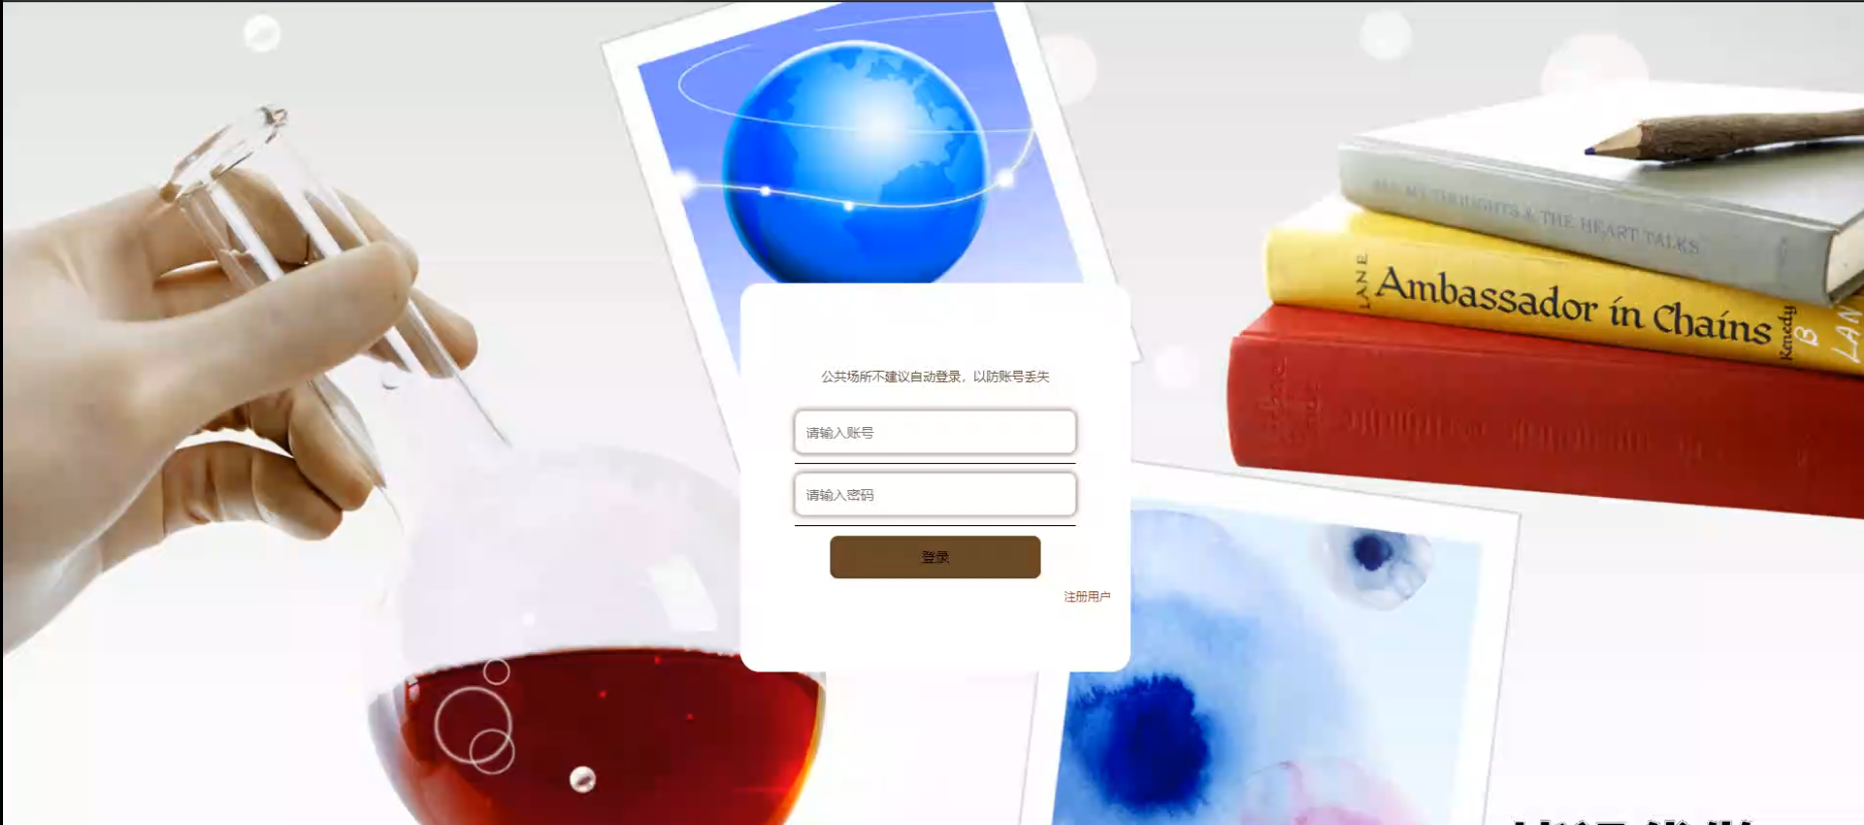 ALL MY THOUGHTS & THE HEART TALKS
LANE
Ambassador in Chains
Kenedy
B
LAN
公共场所不建议自动登录，以防账号丢失
请输入账号
请输入密码
登录
注册用户